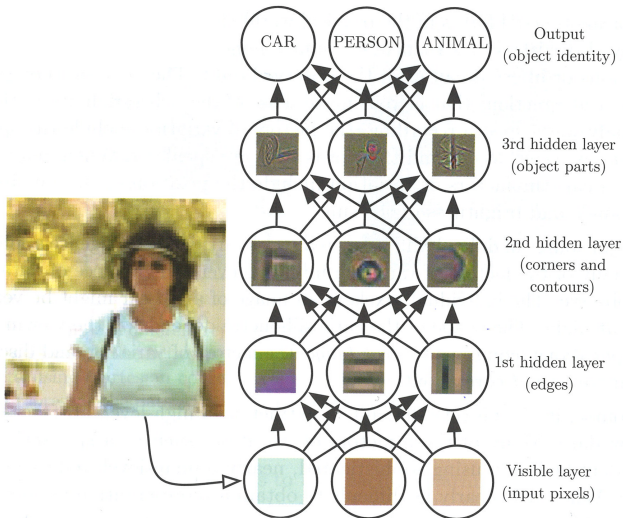 CAR PERSON ANIMAL
Output
(object identity)
3rd hidden layer
(object parts)
2nd hidden layer
(corners and
contours)
1st hidden layer
(edges)
Visible layer
(input pixels)